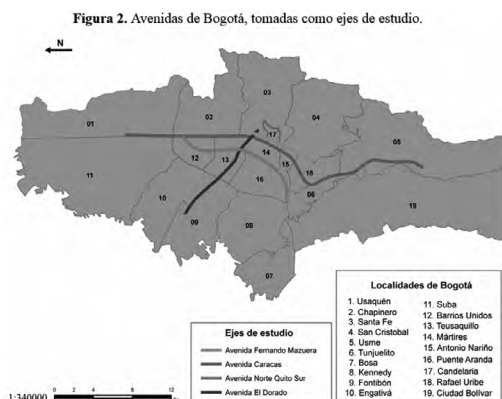 Figura 2. Avenidas de Bogotá, tomadas como ejes de estudio.
N
03
01
02
04
17
05
12
13
14
15
18
11
16
10
06
09
08
19
07
Ejes de estudio
Avenida Fernando Mazuera
Avenida Caracas
Avenida Norte Quito Sur
Avenida El Dorado
Localidades de Bogotá
1. Usaquén
2. Chapinero
3. Santa Fe
4. San Cristobal
5. Usme
6. Tunjuelito
7. Bosa
8. Kennedy
9. Fontibón
10. Engativá
11. Suba
12. Barrios Unidos
13. Teusaquillo
14. Mártires
15. Antonio Nariño
16. Puente Aranda
17. Candelaria
18. Rafael Uribe
19. Ciudad Bolívar
1:340000
0 2 4 8 12